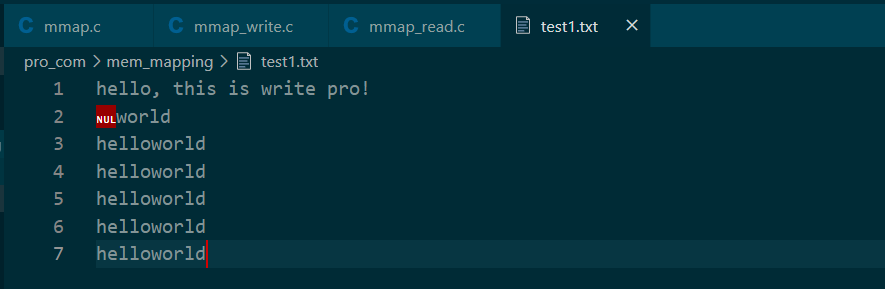 C mmap.c C mmap_write.c C mmap_read.c test1.txt ×
pro_com > mem_mapping > test1.txt
1 hello, this is write pro!
2 NULworld
3 helloworld
4 helloworld
5 helloworld
6 helloworld
7 helloworld